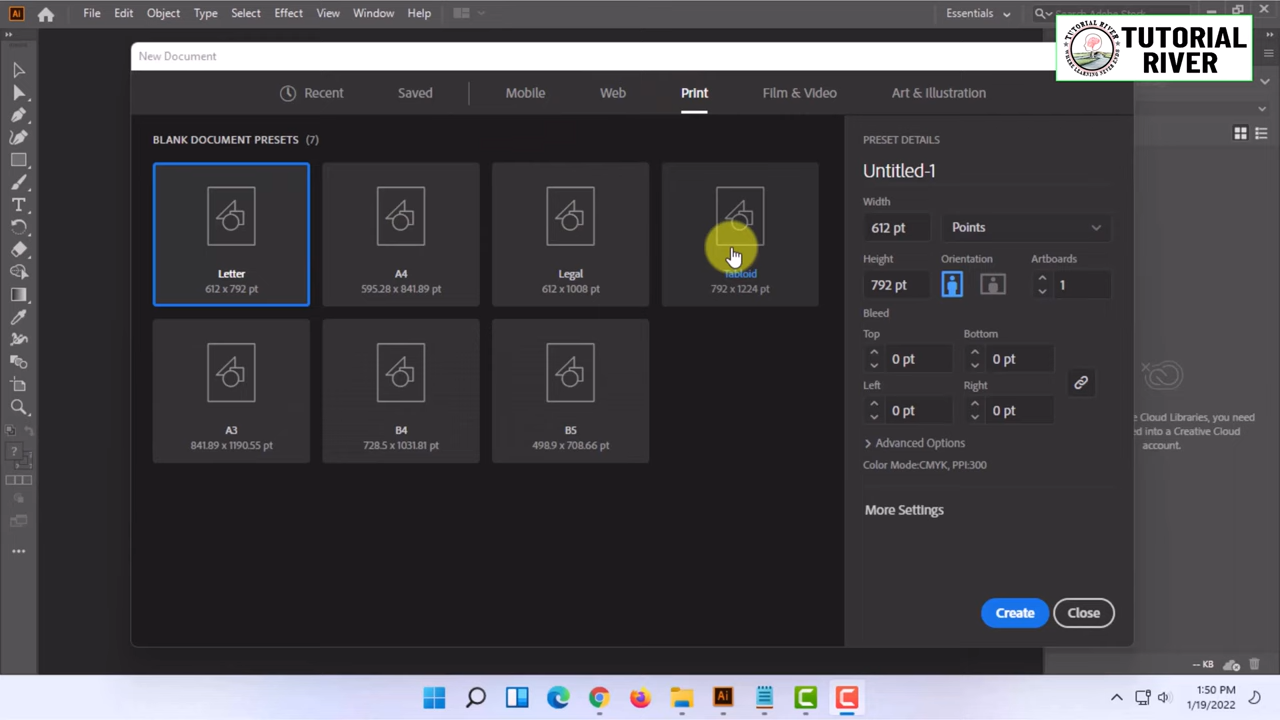 File Edit Object Type Select Effect View Window Help Essentials
TUTORIAL
RIVER
New Document
Recent Saved Mobile Web Print Film & Video Art & Illustration
BLANK DOCUMENT PRESETS (7)
Letter
612 x 792 pt
A4
595.28 x 841.89 pt
Legal
612 x 1008 pt
Tabloid
792 x 1224 pt
A3
841.89 x 1190.55 pt
B4
728.5 x 1031.81 pt
B5
498.9 x 708.66 pt
PRESET DETAILS
Untitled-1
Width
612 pt Points
Height Orientation Artboards
792 pt 1
Bleed
Top Bottom
0 pt 0 pt
Left Right
0 pt 0 pt
Advanced Options
Color Mode:CMYK, PPI:300
More Settings
Create Close
e Cloud Libraries, you need
ed into a Creative Cloud
account.
-- KB
1:50 PM
1/19/2022